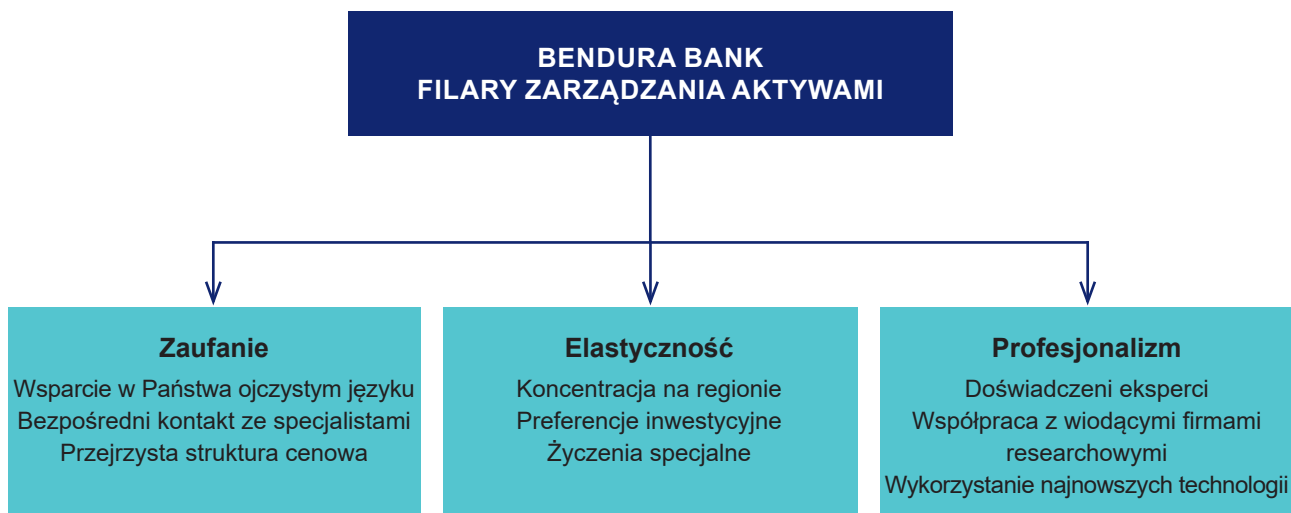 BENDURA BANK
FILARY ZARZĄDZANIA AKTYWAMI
Zaufanie
Wsparcie w Państwa ojczystym języku
Bezpośredni kontakt ze specjalistami
Przejrzysta struktura cenowa
Elastyczność
Koncentracja na regionie
Preferencje inwestycyjne
Życzenia specjalne
Profesjonalizm
Doświadczeni eksperci
Współpraca z wiodącymi firmami
researchowymi
Wykorzystanie najnowszych technologii